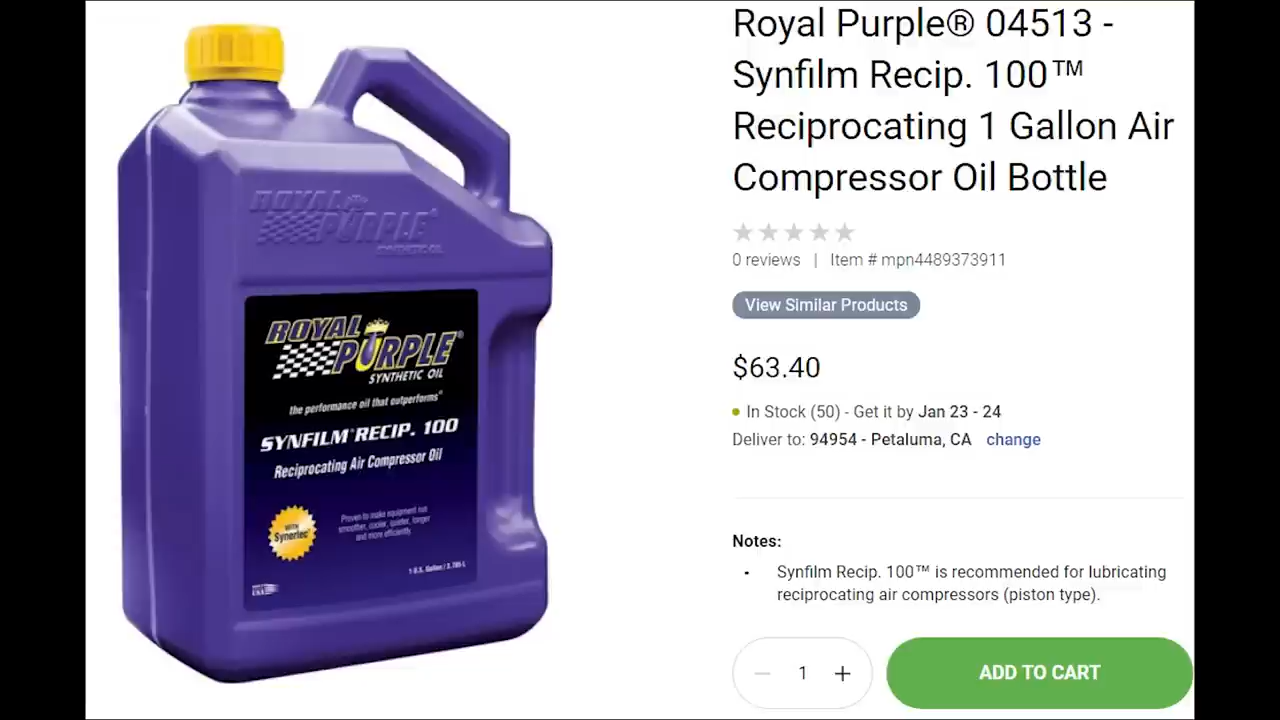 ROYAL
PURPLE®
SYNTHETIC OIL
ROYAL
PURPLE®
SYNTHETIC OIL
the performance oil that outperforms®
SYNFILM® RECIP. 100
Reciprocating Air Compressor Oil
WITH
Synerlec®
Proven to make equipment run
smoother, cooler, quieter, longer
and more efficiently.
1 U.S. Gallon / 3.785 L
Royal Purple® 04513 -
Synfilm Recip. 100™
Reciprocating 1 Gallon Air
Compressor Oil Bottle
0 reviews | Item # mpn4489373911
View Similar Products
$63.40
In Stock (50) - Get it by Jan 23 - 24
Deliver to: 94954 - Petaluma, CA change
Notes:
• Synfilm Recip. 100™ is recommended for lubricating
reciprocating air compressors (piston type).
1
ADD TO CART